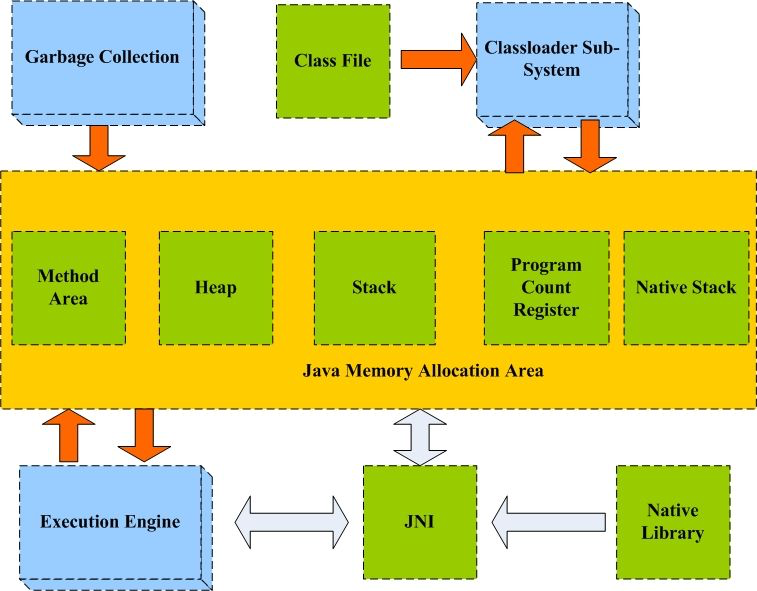 Garbage Collection
Class File
Classloader Sub-
System
Method
Area
Heap
Stack
Program
Count
Register
Native Stack
Java Memory Allocation Area
Execution Engine
JNI
Native
Library